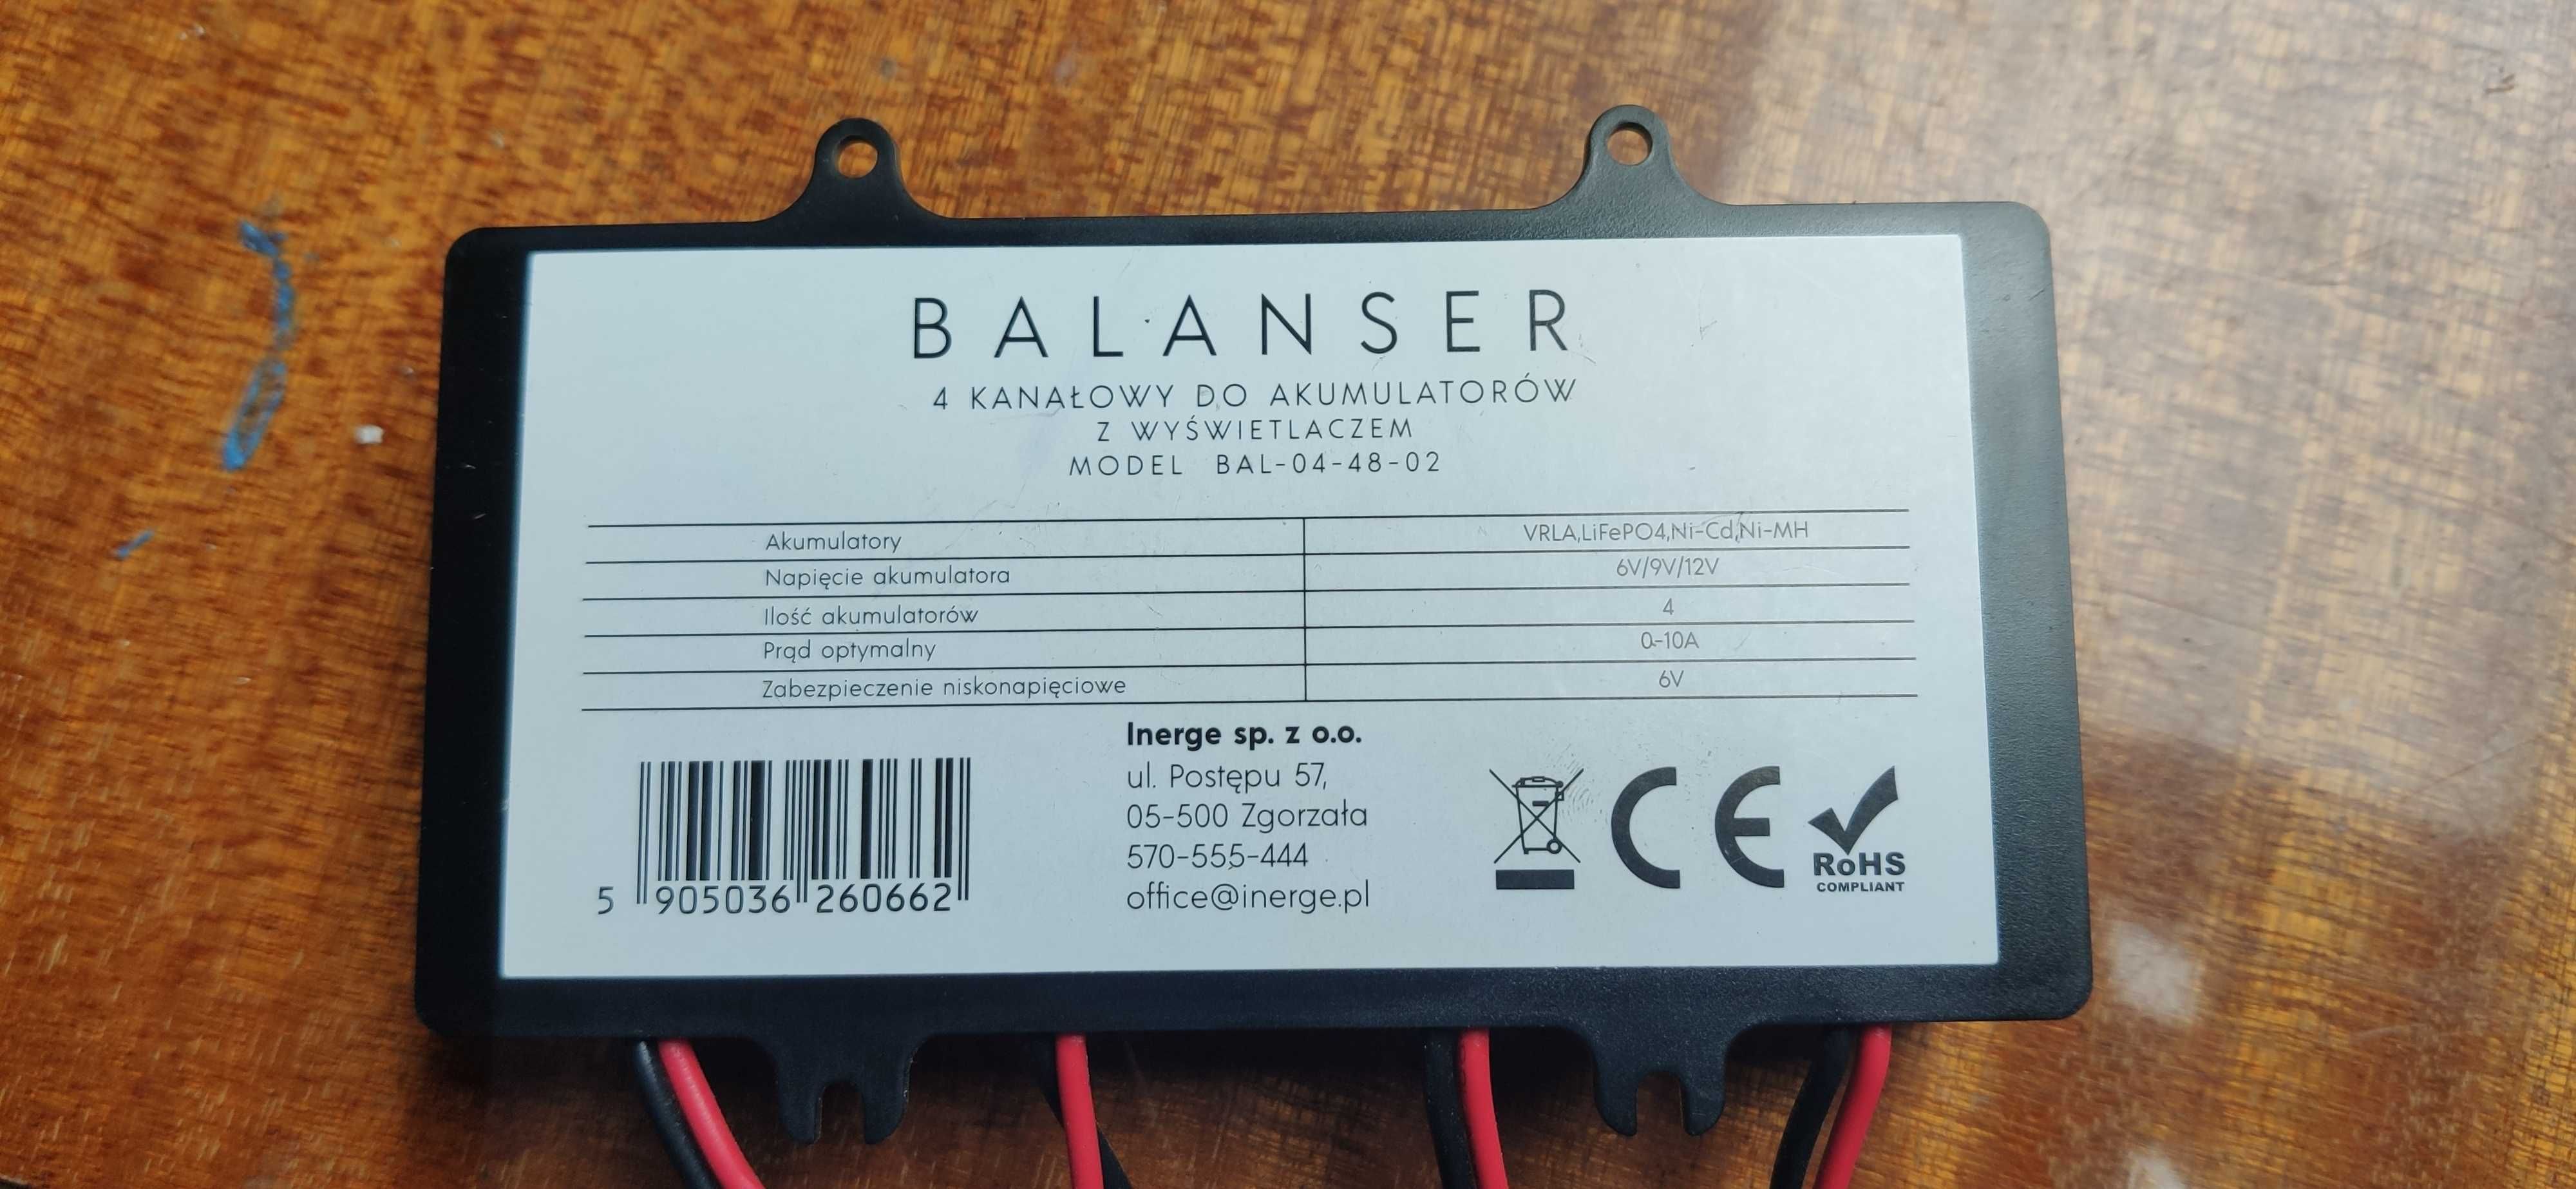 BALANSER
4 KANAŁOWY DO AKUMULATORÓW
Z WYŚWIETLACZEM
MODEL BAL-04-48-02
Akumulatory VRLA,LiFePO4,Ni-Cd,Ni-MH
Napięcie akumulatora 6V/9V/12V
Ilość akumulatorów 4
Prąd optymalny 0-10A
Zabezpieczenie niskonapięciowe 6V
Inerge sp. z o.o.
ul. Postępu 57,
05-500 Zgorzała
570-555-444
office@inerge.pl
5 905036 260662
CE
RoHS
COMPLIANT